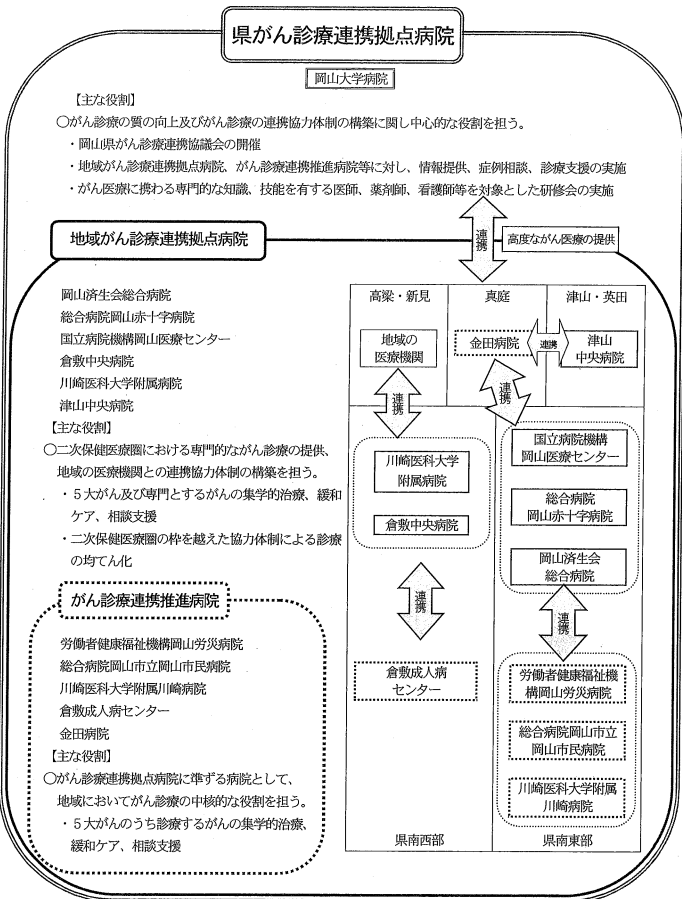 県がん診療連携拠点病院
岡山大学病院
【主な役割】
〇がん診療の質の向上及びがん診療の連携協力体制の構築に関し中心的な役割を担う。
・岡山県がん診療連携協議会の開催
・地域がん診療連携拠点病院、がん診療連携推進病院等に対し、情報提供、症例相談、診療支援の実施
・がん医療に携わる専門的な知識、技能を有する医師、薬剤師、看護師等を対象とした研修会の実施
連携
高度ながん医療の提供
地域がん診療連携拠点病院
岡山済生会総合病院
総合病院岡山赤十字病院
国立病院機構岡山医療センター
倉敷中央病院
川崎医科大学附属病院
津山中央病院
【主な役割】
〇二次保健医療圏における専門的ながん診療の提供、
地域の医療機関との連携協力体制の構築を担う。
・５大がん及び専門とするがんの集学的治療、緩和
ケア、相談支援
・二次保健医療圏の枠を越えた協力体制による診療
の均てん化
がん診療連携推進病院
労働者健康福祉機構岡山労災病院
総合病院岡山市立岡山市民病院
川崎医科大学附属川崎病院
倉敷成人病センター
金田病院
【主な役割】
〇がん診療連携拠点病院に準ずる病院として、
地域においてがん診療の中核的な役割を担う。
・５大がんのうち診療するがんの集学的治療、
緩和ケア、相談支援
高梁・新見
真庭
津山・英田
地域の
医療機関
金田病院
連携
津山
中央病院
連携
連携
川崎医科大学
附属病院
倉敷中央病院
国立病院機構
岡山医療センター
総合病院
岡山赤十字病院
岡山済生会
総合病院
連携
連携
倉敷成人病
センター
労働者健康福祉機
構岡山労災病院
総合病院岡山市立
岡山市民病院
川崎医科大学附属
川崎病院
県南西部
県南東部